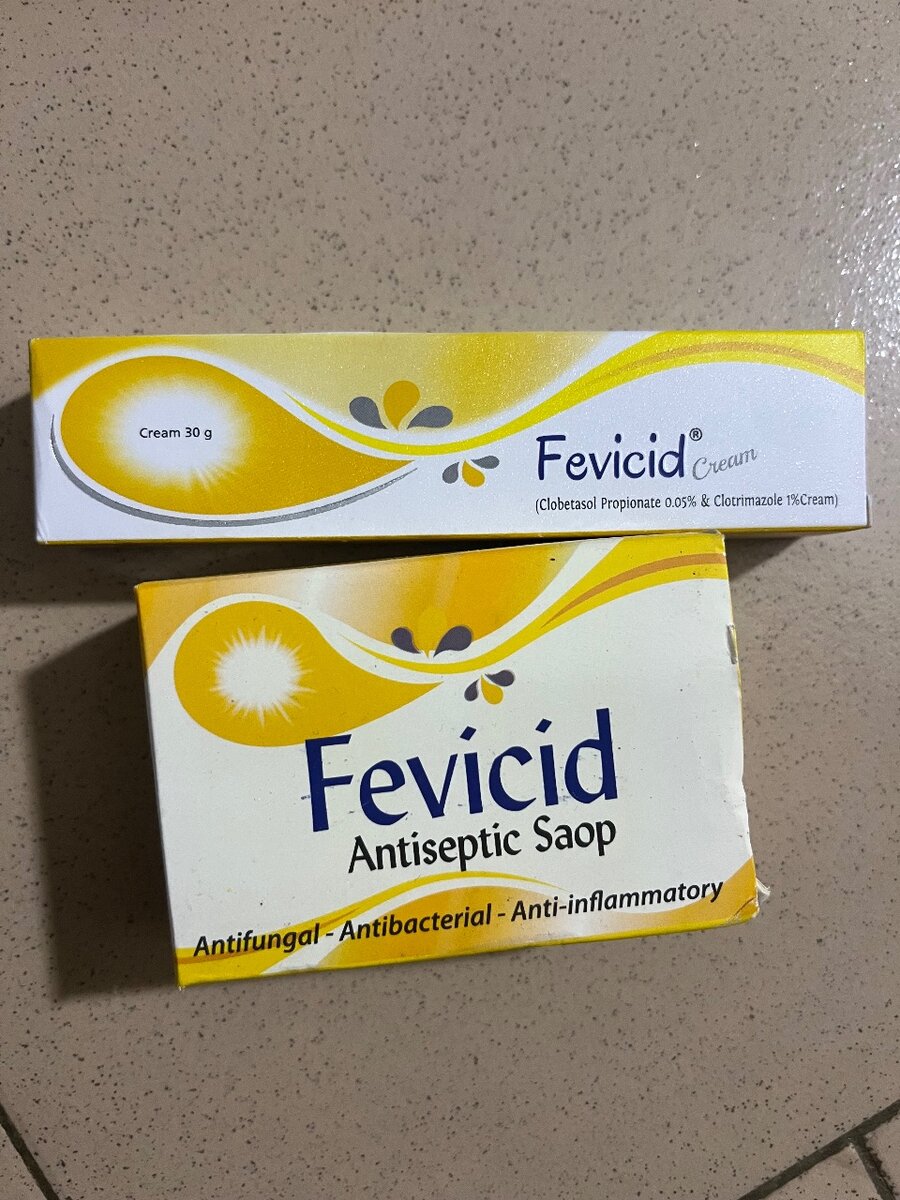 Cream 30 g
Fevicid® Cream
(Clobetasol Propionate 0.05% & Clotrimazole 1%Cream)
Fevicid
Antiseptic Saop
Antifungal - Antibacterial - Anti-inflammatory